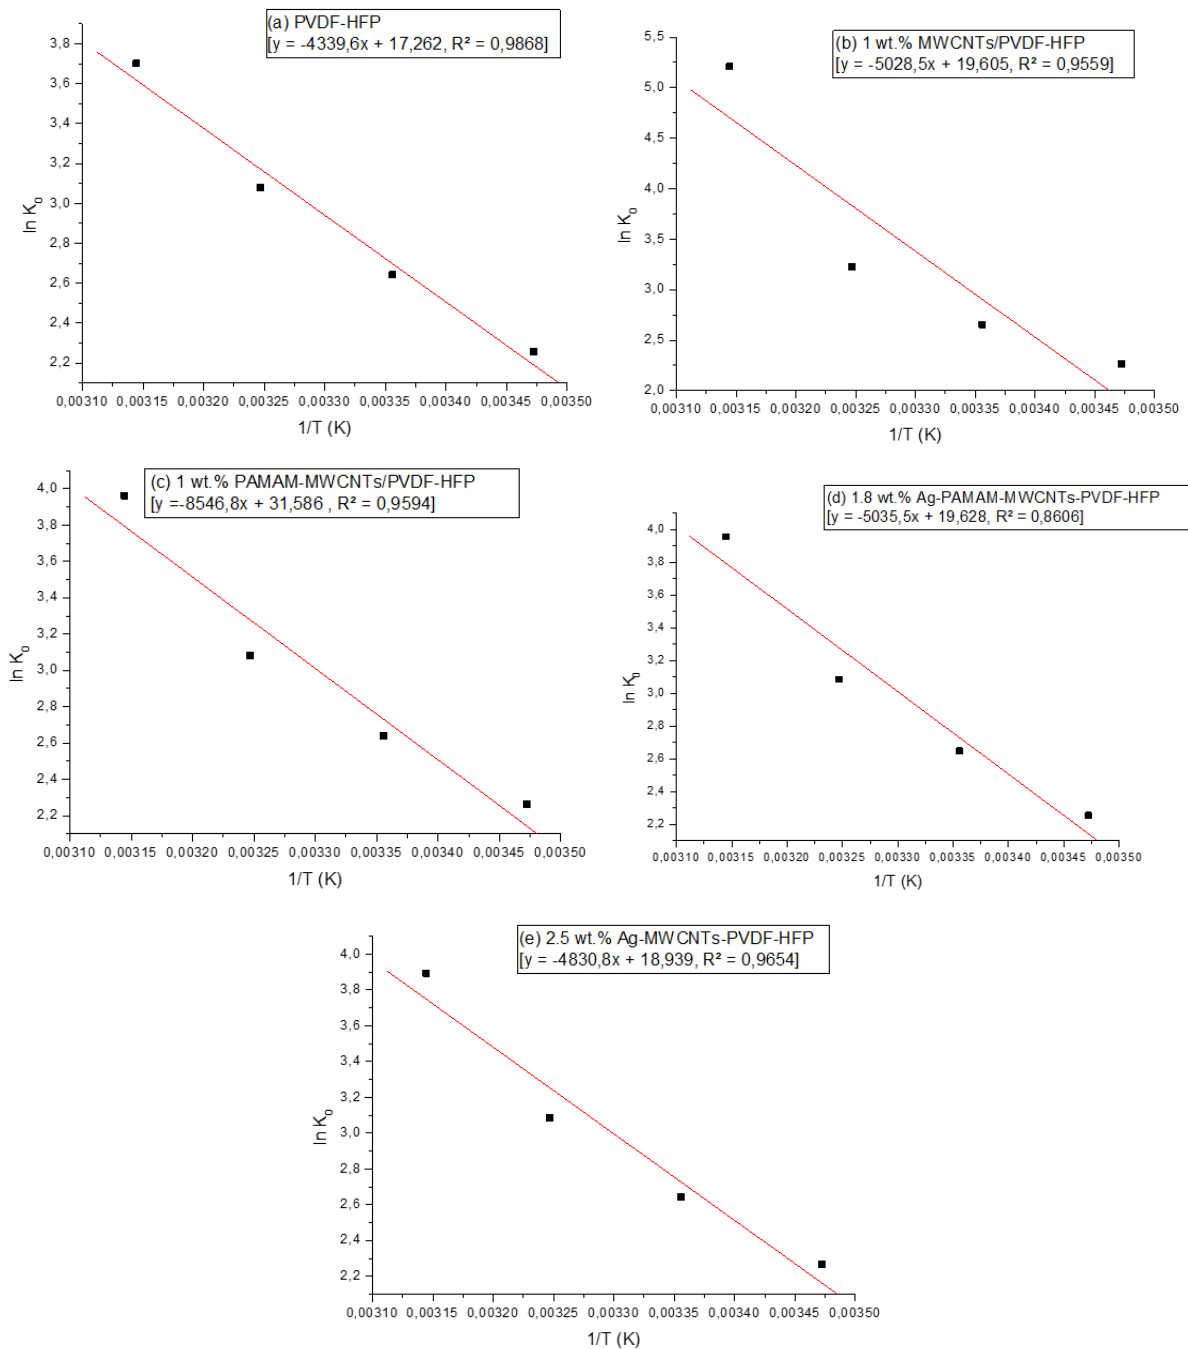 (a) PVDF-HFP
[y = -4339,6x + 17,262, R² = 0,9868]
3,8
3,6
3,4
3,2
3,0
2,8
2,6
2,4
2,2
ln K₀
0,00310 0,00315 0,00320 0,00325 0,00330 0,00335 0,00340 0,00345 0,00350
1/T (K)
(b) 1 wt.% MWCNTs/PVDF-HFP
[y = -5028,5x + 19,605, R² = 0,9559]
5,5
5,0
4,5
4,0
3,5
3,0
2,5
2,0
ln K₀
0,00310 0,00315 0,00320 0,00325 0,00330 0,00335 0,00340 0,00345 0,00350
1/T (K)
(c) 1 wt.% PAMAM-MWCNTs/PVDF-HFP
[y =-8546,8x + 31,586 , R² = 0,9594]
4,0
3,8
3,6
3,4
3,2
3,0
2,8
2,6
2,4
2,2
ln K₀
0,00310 0,00315 0,00320 0,00325 0,00330 0,00335 0,00340 0,00345 0,00350
1/T (K)
(d) 1.8 wt.% Ag-PAMAM-MWCNTs-PVDF-HFP
[y = -5035,5x + 19,628, R² = 0,8606]
4,0
3,8
3,6
3,4
3,2
3,0
2,8
2,6
2,4
2,2
ln K₀
0,00310 0,00315 0,00320 0,00325 0,00330 0,00335 0,00340 0,00345 0,00350
1/T (K)
(e) 2.5 wt.% Ag-MWCNTs-PVDF-HFP
[y = -4830,8x + 18,939, R² = 0,9654]
4,0
3,8
3,6
3,4
3,2
3,0
2,8
2,6
2,4
2,2
ln K₀
0,00310 0,00315 0,00320 0,00325 0,00330 0,00335 0,00340 0,00345 0,00350
1/T (K)